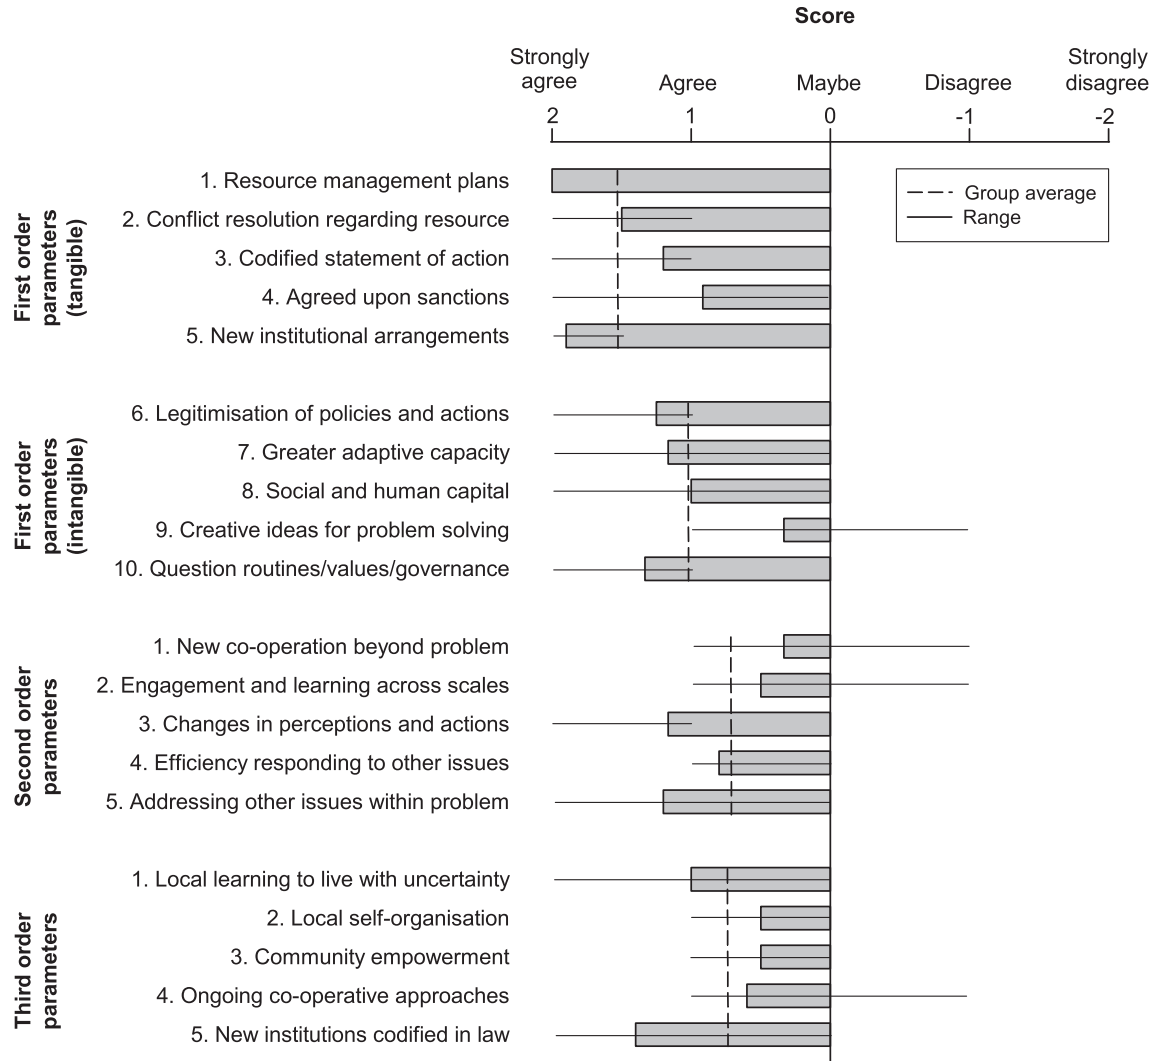 Score
Strongly
agree
Agree
Maybe
Disagree
Strongly
disagree
2
1
0
-1
-2
Group average
Range
First order
parameters
(tangible)
1. Resource management plans
2. Conflict resolution regarding resource
3. Codified statement of action
4. Agreed upon sanctions
5. New institutional arrangements
First order
parameters
(intangible)
6. Legitimisation of policies and actions
7. Greater adaptive capacity
8. Social and human capital
9. Creative ideas for problem solving
10. Question routines/values/governance
Second order
parameters
1. New co-operation beyond problem
2. Engagement and learning across scales
3. Changes in perceptions and actions
4. Efficiency responding to other issues
5. Addressing other issues within problem
Third order
parameters
1. Local learning to live with uncertainty
2. Local self-organisation
3. Community empowerment
4. Ongoing co-operative approaches
5. New institutions codified in law